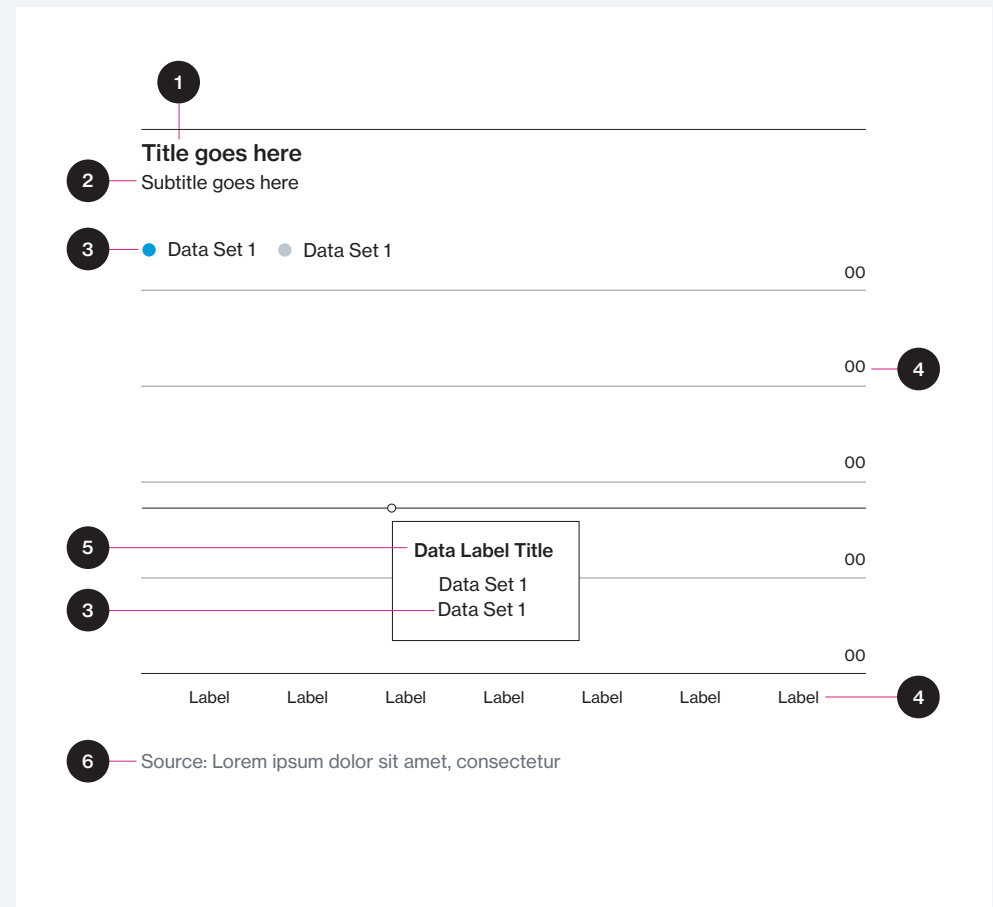 1
Title goes here
2 Subtitle goes here
3 Data Set 1 Data Set 1
00
00 4
00
5 Data Label Title
00
Data Set 1
3 Data Set 1
00
Label Label Label Label Label Label Label 4
6 Source: Lorem ipsum dolor sit amet, consectetur